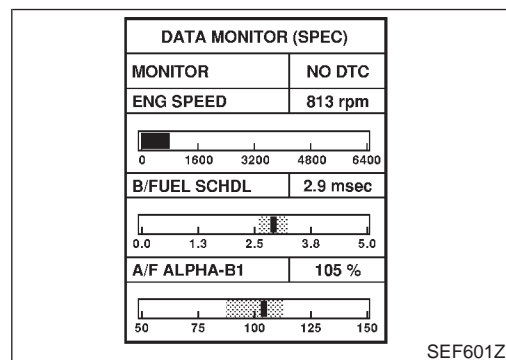 DATA MONITOR (SPEC)
MONITOR NO DTC
ENG SPEED 813 rpm
0 1600 3200 4800 6400
B/FUEL SCHDL 2.9 msec
0.0 1.3 2.5 3.8 5.0
A/F ALPHA-B1 105 %
50 75 100 125 150
SEF601Z